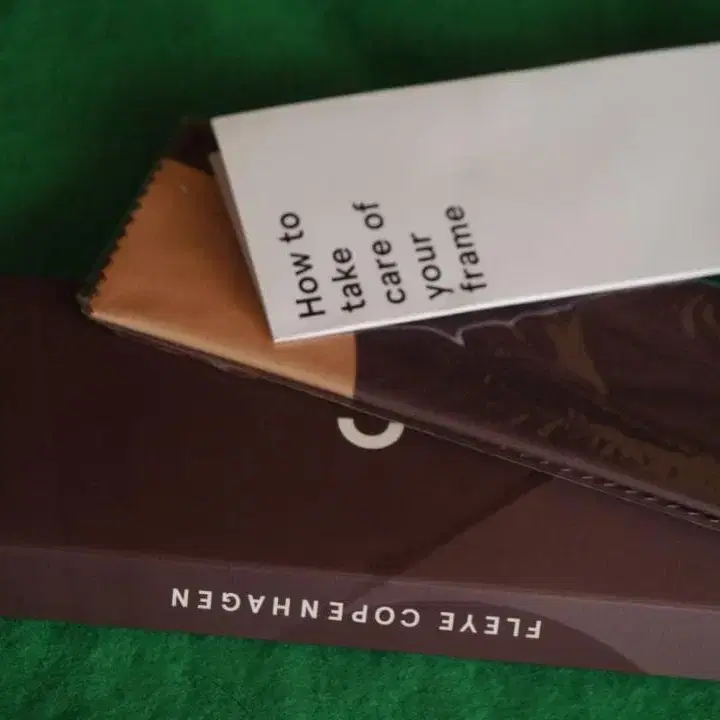 How to
take
care of
your
frame
FLEYE COPENHAGEN